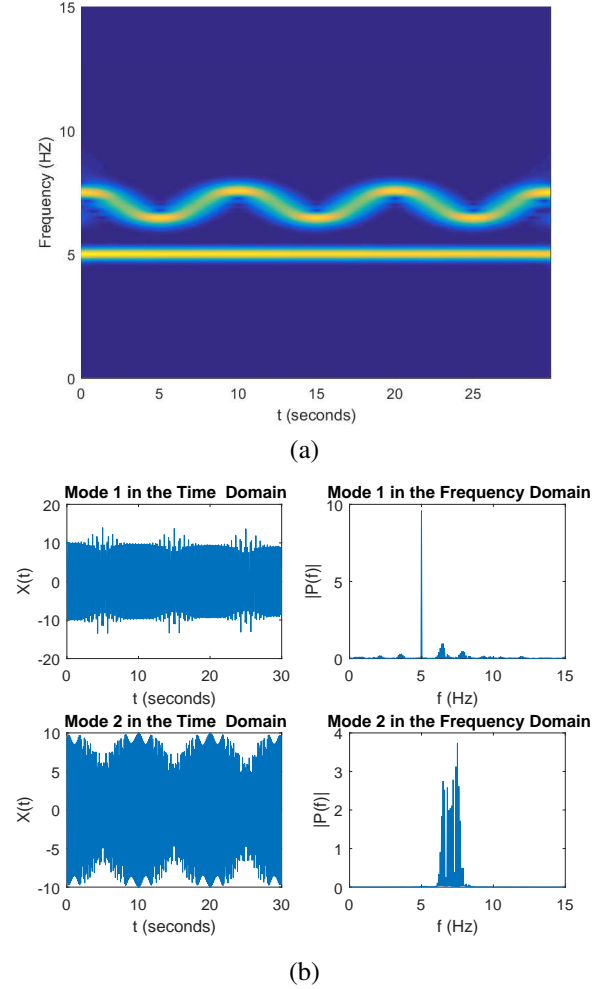 15
10
5
0
Frequency (HZ)
0 5 10 15 20 25
t (seconds)
(a)
Mode 1 in the Time Domain
20
10
0
-10
-20
X(t)
0 10 20 30
t (seconds)
Mode 1 in the Frequency Domain
10
5
0
|P(f)|
0 5 10 15
f (Hz)
Mode 2 in the Time Domain
10
5
0
-5
-10
X(t)
0 10 20 30
t (seconds)
Mode 2 in the Frequency Domain
4
3
2
1
0
|P(f)|
0 5 10 15
f (Hz)
(b)